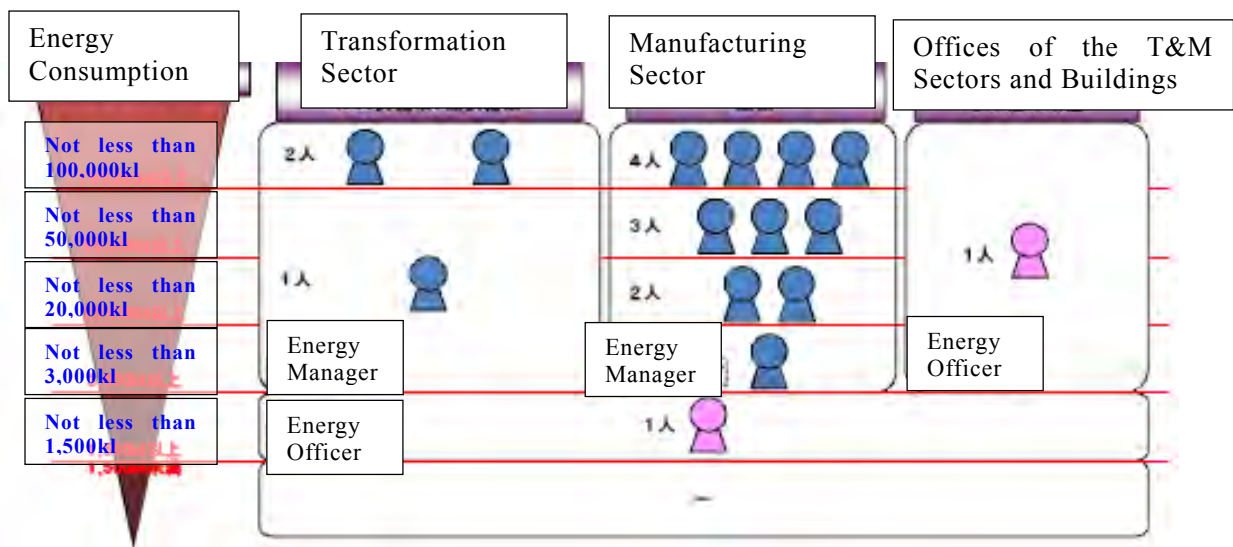 Energy
Consumption
Transformation
Sector
Manufacturing
Sector
Offices of the T&M
Sectors and Buildings
Not less than
100,000kl
2人
4人
Not less than
50,000kl
3人
Not less than
20,000kl
1人
2人
1人
Not less than
3,000kl
Energy
Manager
Energy
Manager
Energy
Officer
Not less than
1,500kl
以上
Energy
Officer
1人
ー